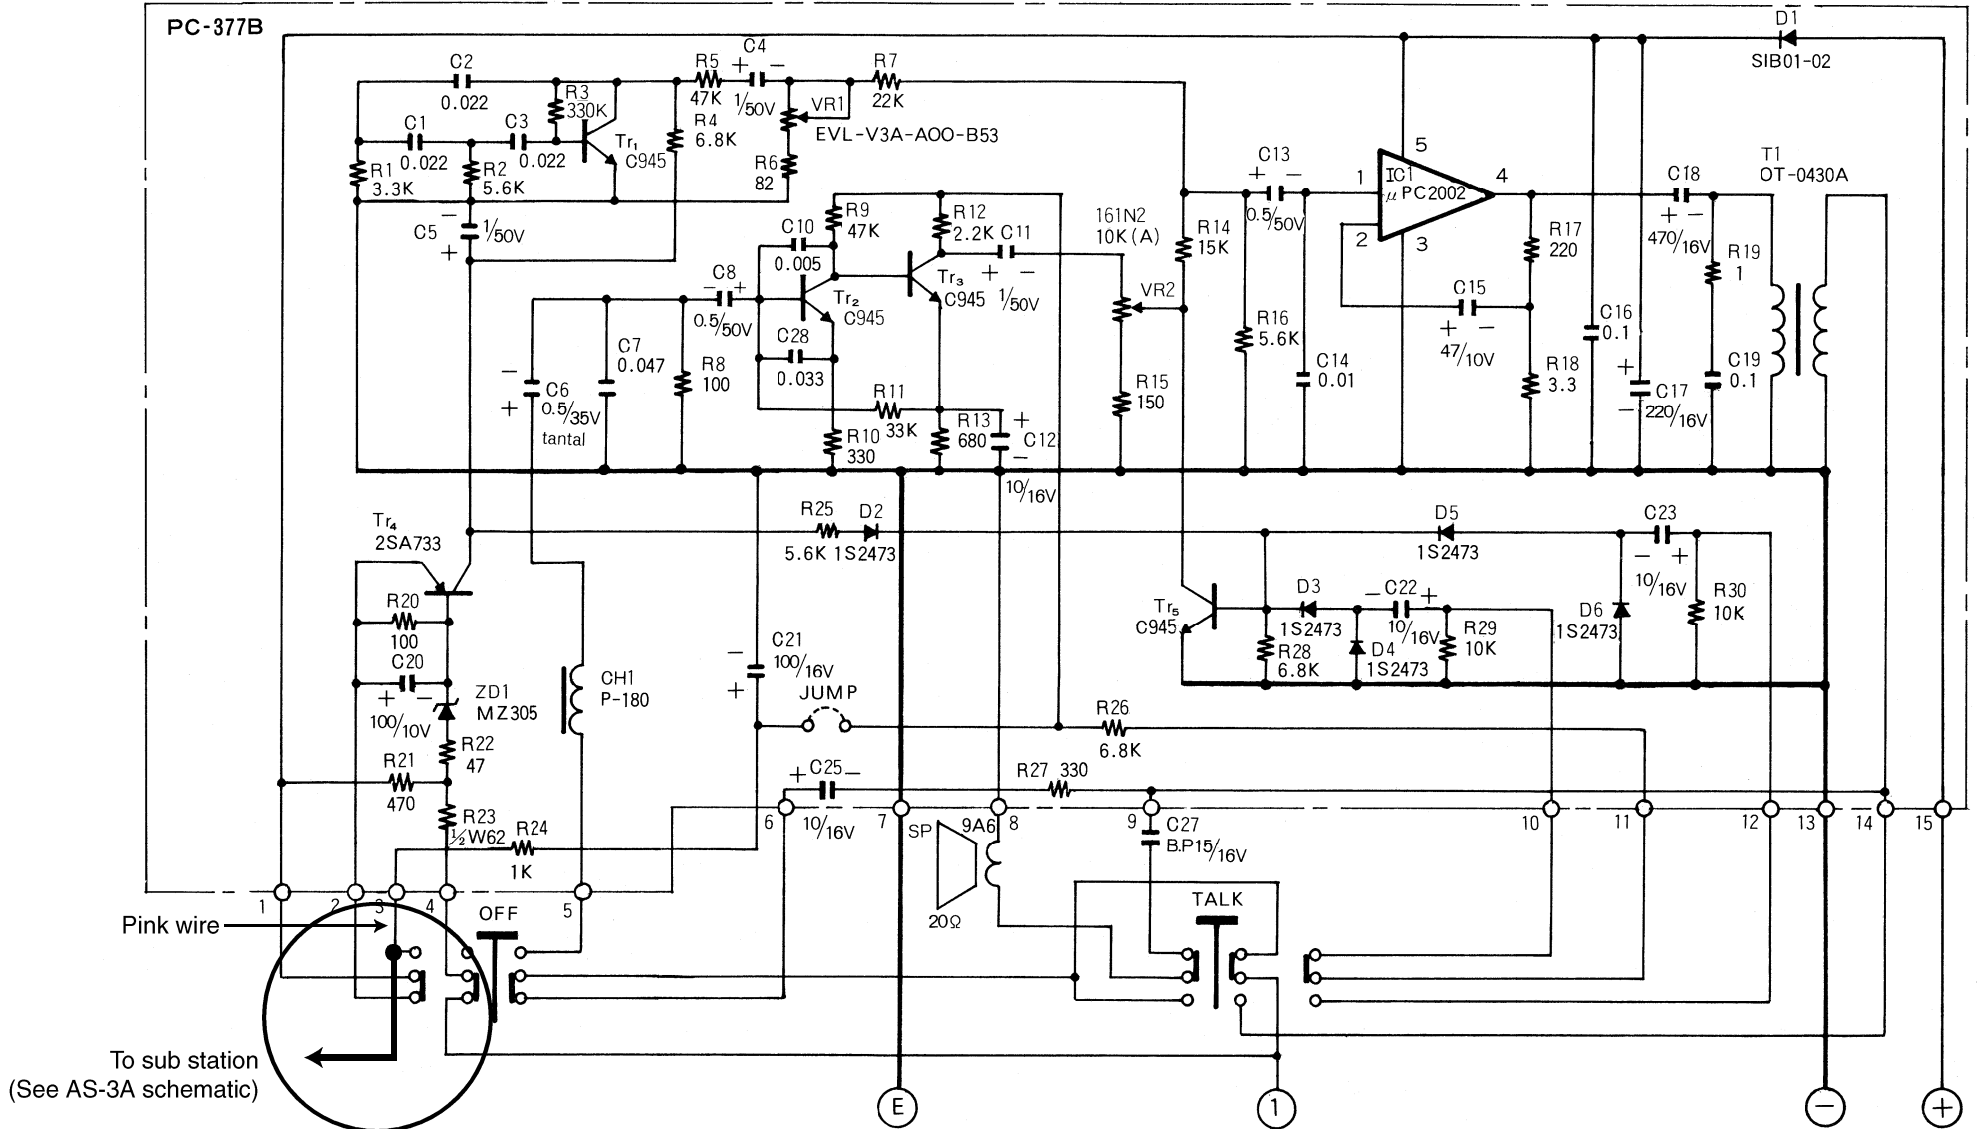 PC-377B
D1
SIB01-02
C2
0.022
R3
330K
R5
47K
C4
+ -
1/50V
R7
22K
VR1
EVL-V3A-AOO-B53
C1
0.022
C3
0.022
Tr1
C945
R4
6.8K
R1
3.3K
R2
5.6K
R6
82
C5
-
+
1/50V
R9
47K
R12
2.2K
C10
0.005
C11
+ -
1/50V
161N2
10K(A)
VR2
R14
15K
C13
+ -
0.5/50V
1
2
3
4
5
IC1
μPC2002
C18
+ -
470/16V
T1
OT-0430A
R17
220
R19
1
C8
- +
0.5/50V
Tr2
C945
Tr3
C945
C28
0.033
R16
5.6K
C14
0.01
C15
+ -
47/10V
C16
0.1
R18
3.3
C17
+
-
220/16V
C19
0.1
C6
-
+
0.5/35V
tantal
C7
0.047
R8
100
R11
33K
R10
330
R13
680
C12
+
-
10/16V
R15
150
Tr4
2SA733
R25
5.6K
D2
1S2473
D5
1S2473
C23
- +
10/16V
R20
100
C20
+ -
100/10V
ZD1
MZ305
CH1
P-180
C21
-
+
100/16V
JUMP
Tr5
C945
D3
1S2473
C22
- +
10/16V
R28
6.8K
D4
1S2473
R29
10K
D6
1S2473
R30
10K
R22
47
R21
470
R26
6.8K
R23
1/2W62
R24
1K
C25
+ -
10/16V
R27 330
6
7
SP
9A6
8
20Ω
9
C27
B.P15/16V
10
11
12
13
14
15
1
2
3
4
5
Pink wire
OFF
TALK
To sub station
(See AS-3A schematic)
E
1
-
+